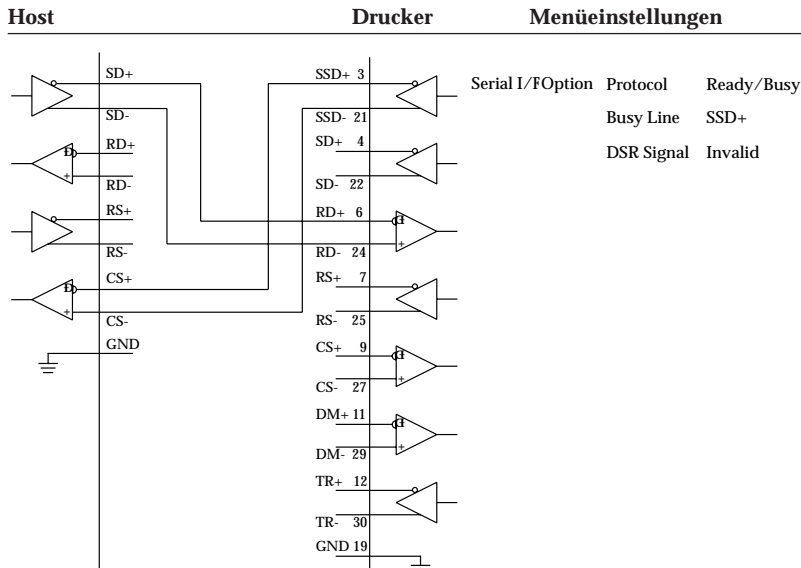 Host Drucker Menüeinstellungen
SD+
SD-
RD+
RD-
RS+
RS-
CS+
CS-
GND
SSD+ 3
SSD- 21
SD+ 4
SD- 22
RD+ 6
RD- 24
RS+ 7
RS- 25
CS+ 9
CS- 27
DM+ 11
DM- 29
TR+ 12
TR- 30
GND 19
Serial I/F Option Protocol Ready/Busy
Busy Line SSD+
DSR Signal Invalid